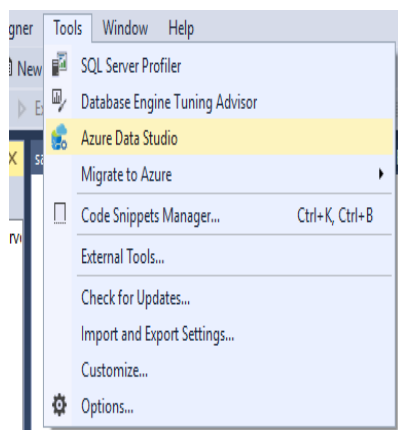 gner Tools Window Help
New
SQL Server Profiler
Database Engine Tuning Advisor
Azure Data Studio
Migrate to Azure
Code Snippets Manager... Ctrl+K, Ctrl+B
External Tools...
Check for Updates...
Import and Export Settings...
Customize...
Options...